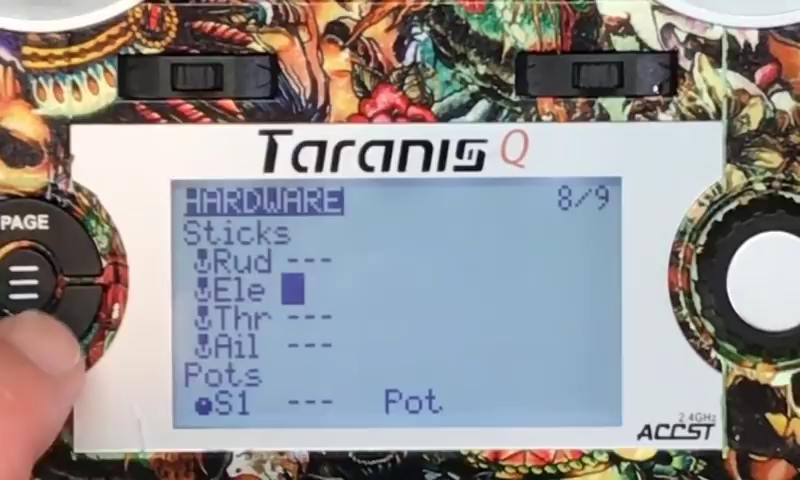 Taranis Q
PAGE
HARDWARE 8/9
Sticks
Rud ---
Ele
Thr ---
Ail ---
Pots
S1 --- Pot
2.4GHz
ACCST